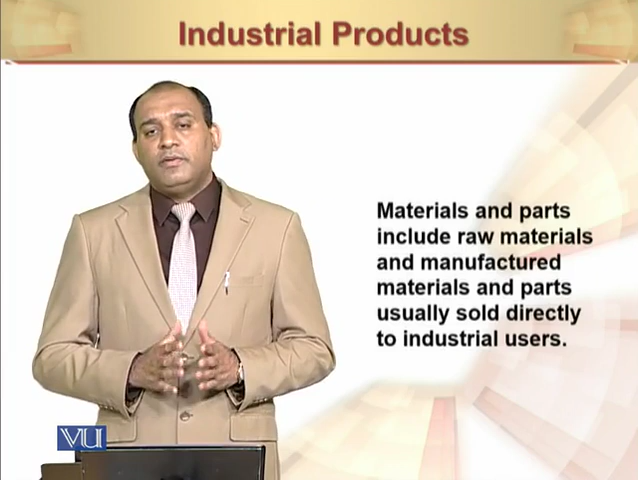 Industrial Products
Materials and parts
include raw materials
and manufactured
materials and parts
usually sold directly
to industrial users.
VU